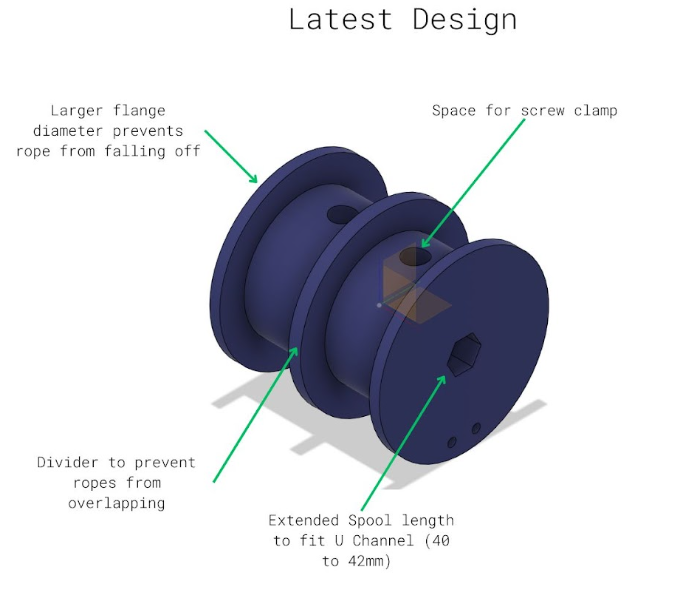 Latest Design
Larger flange
diameter prevents
rope from falling off
Space for screw clamp
Divider to prevent
ropes from
overlapping
Extended Spool length
to fit U Channel (40
to 42mm)